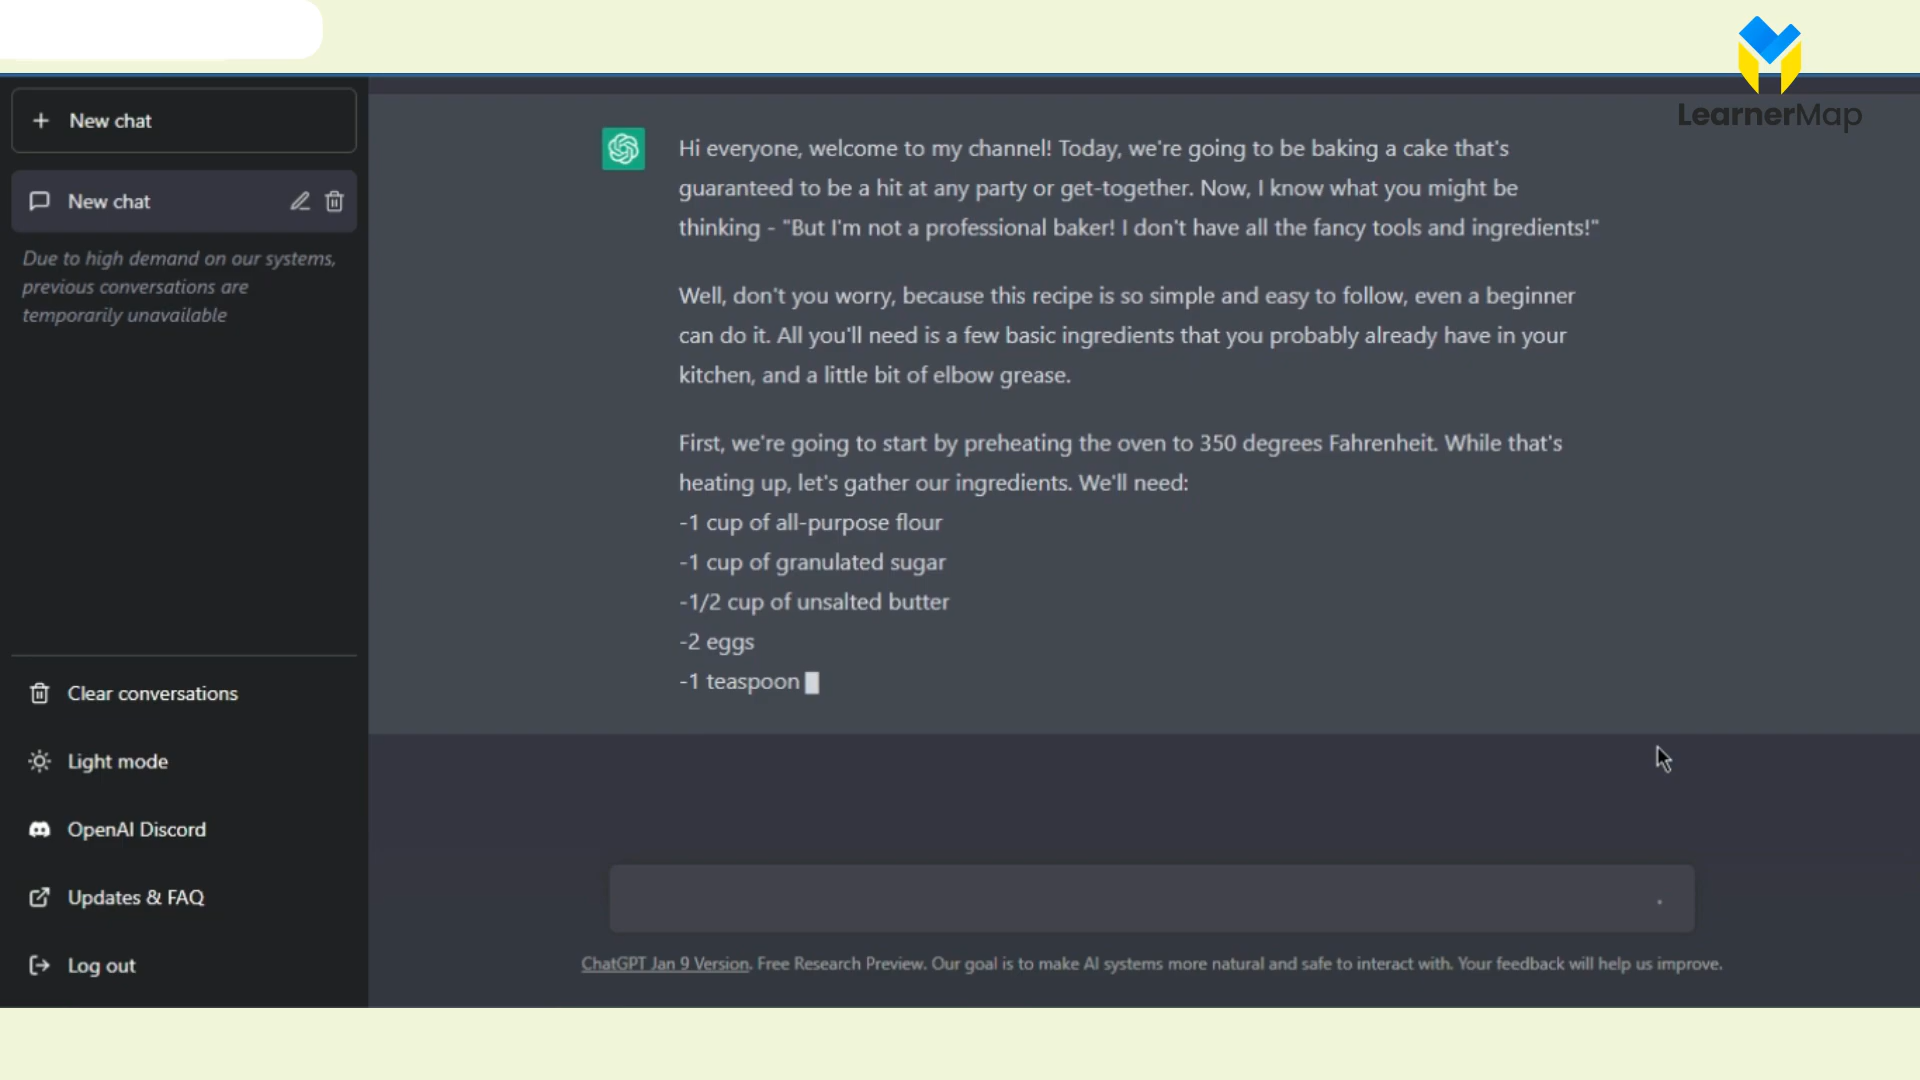 LearnerMap
New chat
New chat
Due to high demand on our systems,
previous conversations are
temporarily unavailable
Clear conversations
Light mode
OpenAI Discord
Updates & FAQ
Log out
Hi everyone, welcome to my channel! Today, we're going to be baking a cake that's
guaranteed to be a hit at any party or get-together. Now, I know what you might be
thinking - "But I'm not a professional baker! I don't have all the fancy tools and ingredients!"
Well, don't you worry, because this recipe is so simple and easy to follow, even a beginner
can do it. All you'll need is a few basic ingredients that you probably already have in your
kitchen, and a little bit of elbow grease.
First, we're going to start by preheating the oven to 350 degrees Fahrenheit. While that's
heating up, let's gather our ingredients. We'll need:
-1 cup of all-purpose flour
-1 cup of granulated sugar
-1/2 cup of unsalted butter
-2 eggs
-1 teaspoon
ChatGPT Jan 9 Version. Free Research Preview. Our goal is to make AI systems more natural and safe to interact with. Your feedback will help us improve.